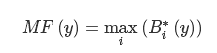 MF (y) = max_i (B_i^* (y))